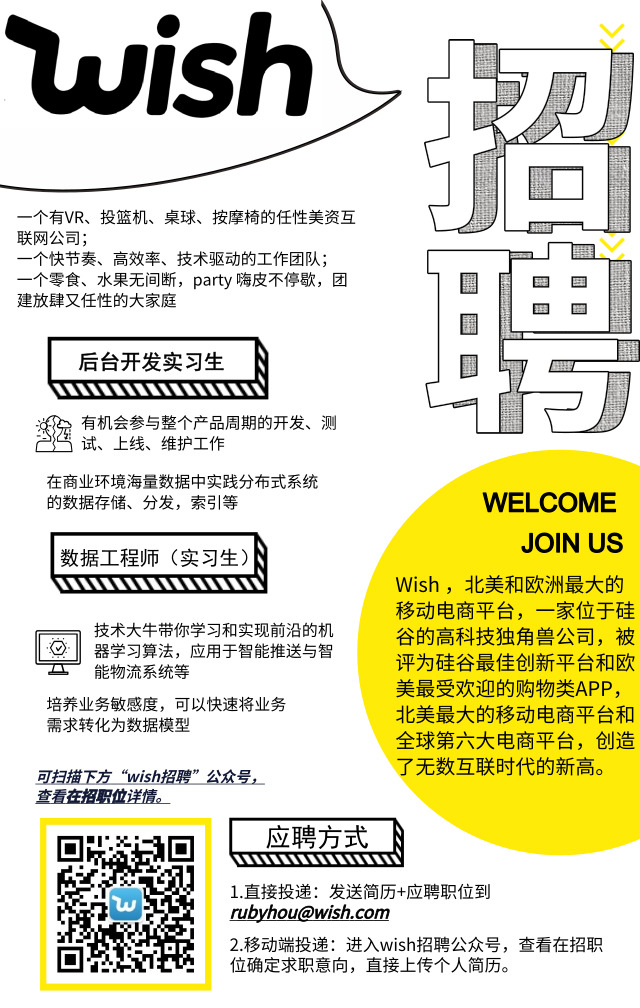 wish
招
聘
一个有VR、投篮机、桌球、按摩椅的任性美资互
联网公司；
一个快节奏、高效率、技术驱动的工作团队；
一个零食、水果无间断，party 嗨皮不停歇，团
建放肆又任性的大家庭
后台开发实习生
有机会参与整个产品周期的开发、测
试、上线、维护工作
在商业环境海量数据中实践分布式系统
的数据存储、分发，索引等
数据工程师（实习生）
技术大牛带你学习和实现前沿的机
器学习算法，应用于智能推送与智
能物流系统等
培养业务敏感度，可以快速将业务
需求转化为数据模型
WELCOME
JOIN US
Wish ，北美和欧洲最大的
移动电商平台，一家位于硅
谷的高科技独角兽公司，被
评为硅谷最佳创新平台和欧
美最受欢迎的购物类APP，
北美最大的移动电商平台和
全球第六大电商平台，创造
了无数互联时代的新高。
可扫描下方“wish招聘”公众号，
查看在招职位详情。
应聘方式
1.直接投递：发送简历+应聘职位到
rubyhou@wish.com
2.移动端投递：进入wish招聘公众号，查看在招职
位确定求职意向，直接上传个人简历。